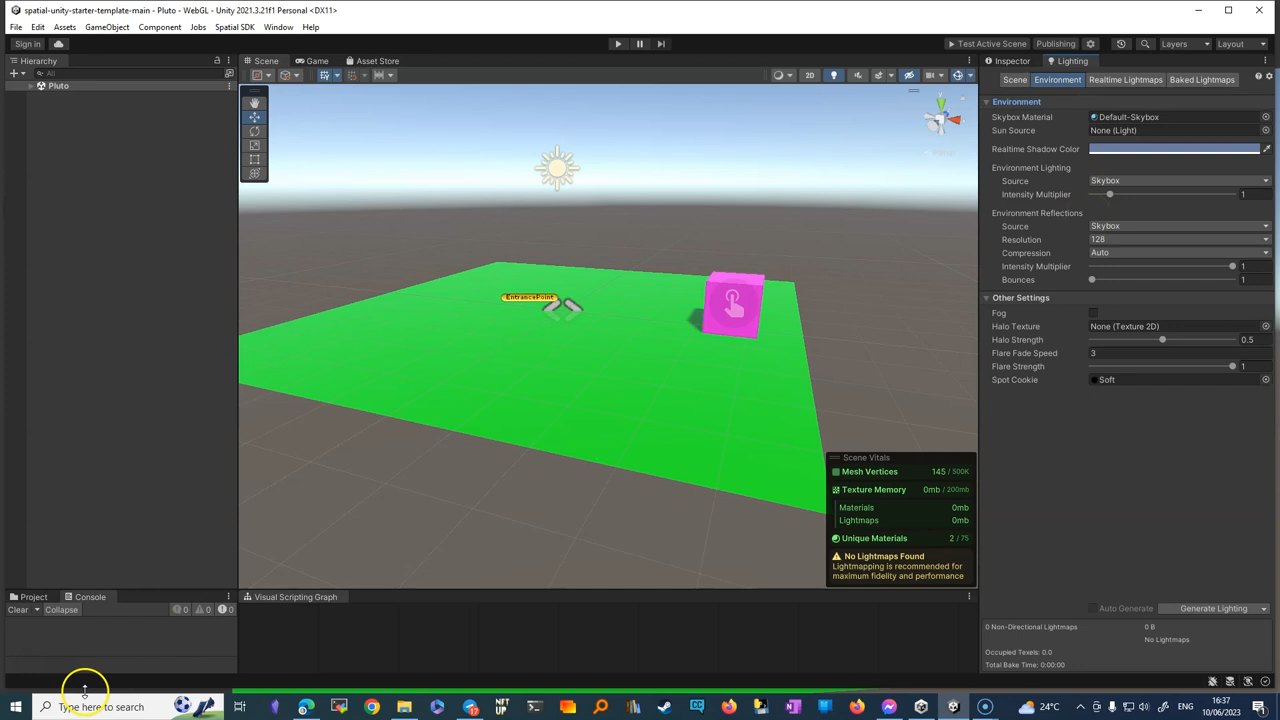 spatial-unity-starter-template-main - Pluto - WebGL - Unity 2021.3.21f1 Personal <DX11>
File Edit Assets GameObject Component Jobs Spatial SDK Window Help
Sign in Test Active Scene Publishing Layers Layout
Hierarchy Scene Game Asset Store Inspector Lighting
All 2D Scene Environment Realtime Lightmaps Baked Lightmaps
Pluto
Environment
Skybox Material Default-Skybox
Sun Source None (Light)
Realtime Shadow Color
Environment Lighting
Source Skybox
Intensity Multiplier 1
Environment Reflections
Source Skybox
Resolution 128
Compression Auto
Intensity Multiplier 1
Bounces 1
Other Settings
Fog
Halo Texture None (Texture 2D)
Halo Strength 0.5
Flare Fade Speed 3
Flare Strength 1
Spot Cookie Soft
EntrancePoint
Scene Vitals
Mesh Vertices 145 / 500K
Texture Memory 0mb / 200mb
Materials 0mb
Lightmaps 0mb
Unique Materials 2 / 75
No Lightmaps Found
Lightmapping is recommended for
maximum fidelity and performance
Project Console Visual Scripting Graph
Clear Collapse 0 0 0
Auto Generate Generate Lighting
0 Non-Directional Lightmaps 0 B
No Lightmaps
Occupied Texels: 0.0
Total Bake Time: 0:00:00
Type here to search
NFT
UP
CC
24°C
ENG
16:37
10/06/2023